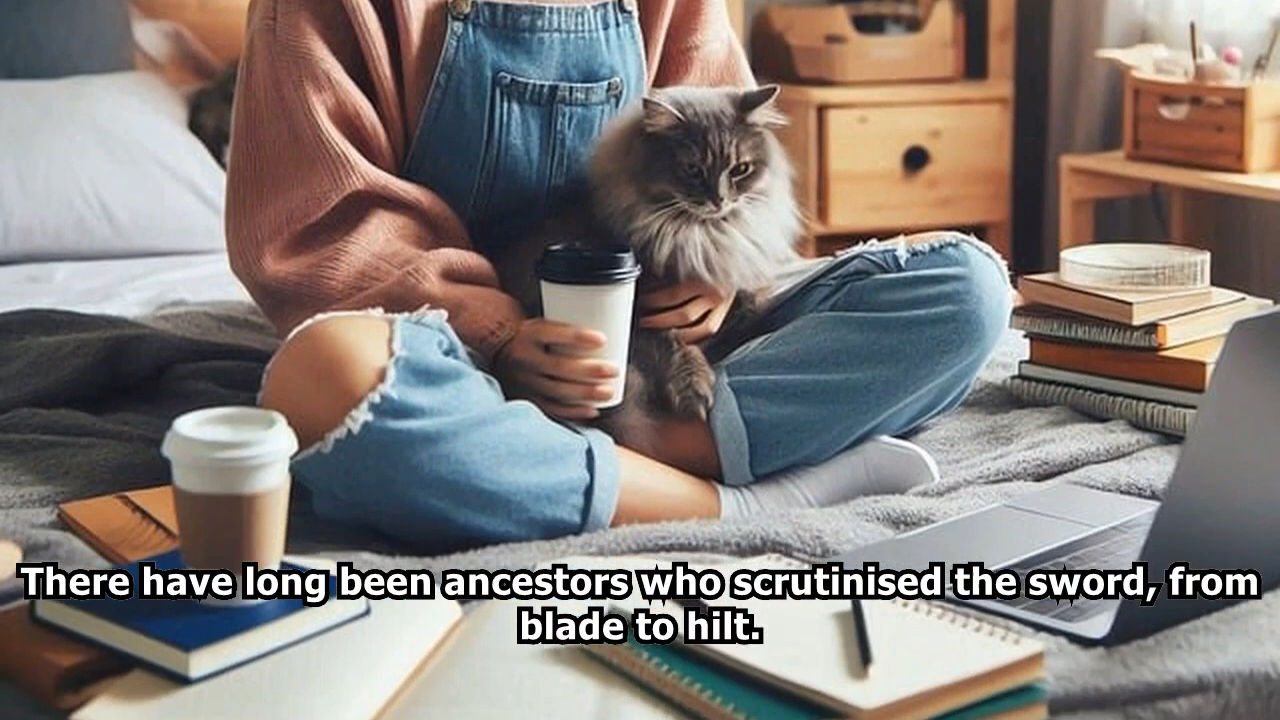 There have long been ancestors who scrutinised the sword, from
blade to hilt.